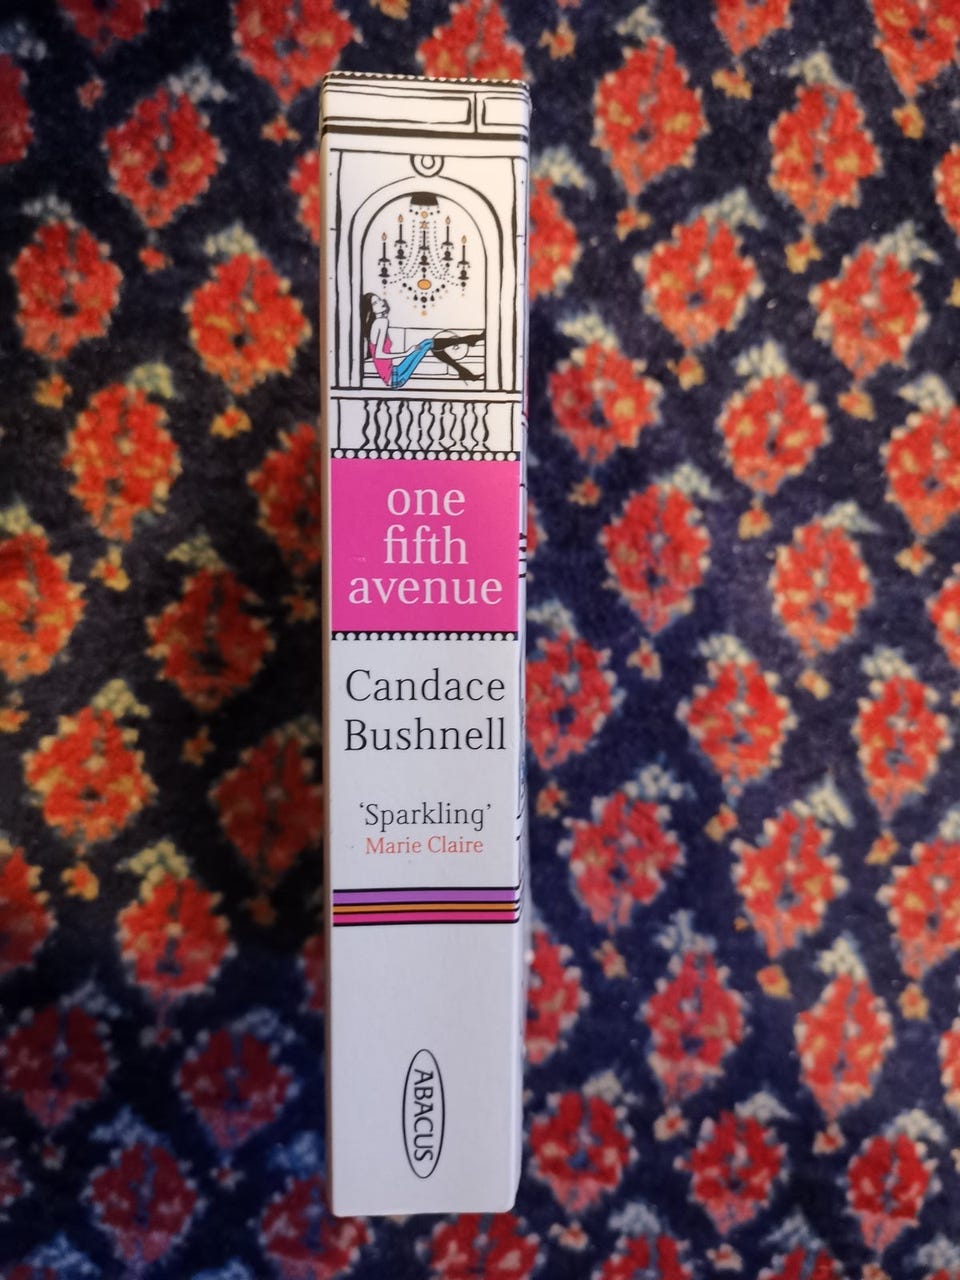 one
fifth
avenue
Candace
Bushnell
‘Sparkling’
Marie Claire
ABACUS